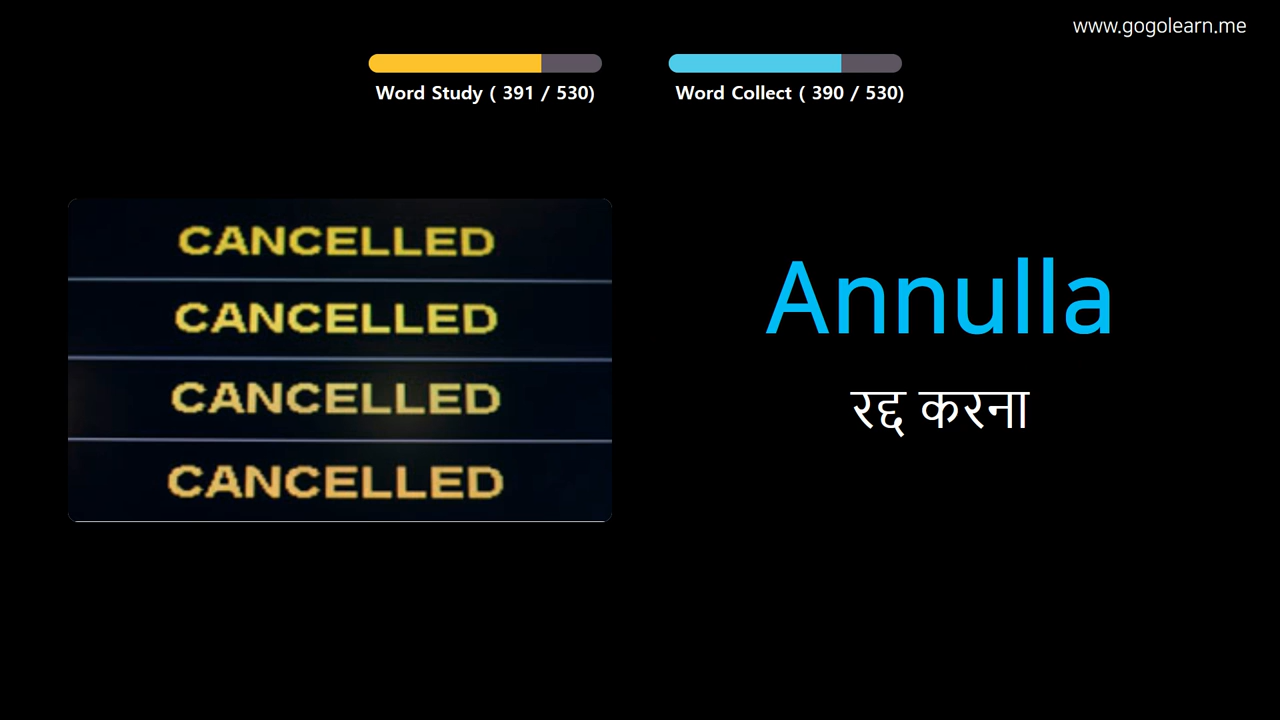 www.gogolearn.me
Word Study ( 391 / 530)
Word Collect ( 390 / 530)
CANCELLED
CANCELLED
CANCELLED
CANCELLED
Annulla
रद्द करना